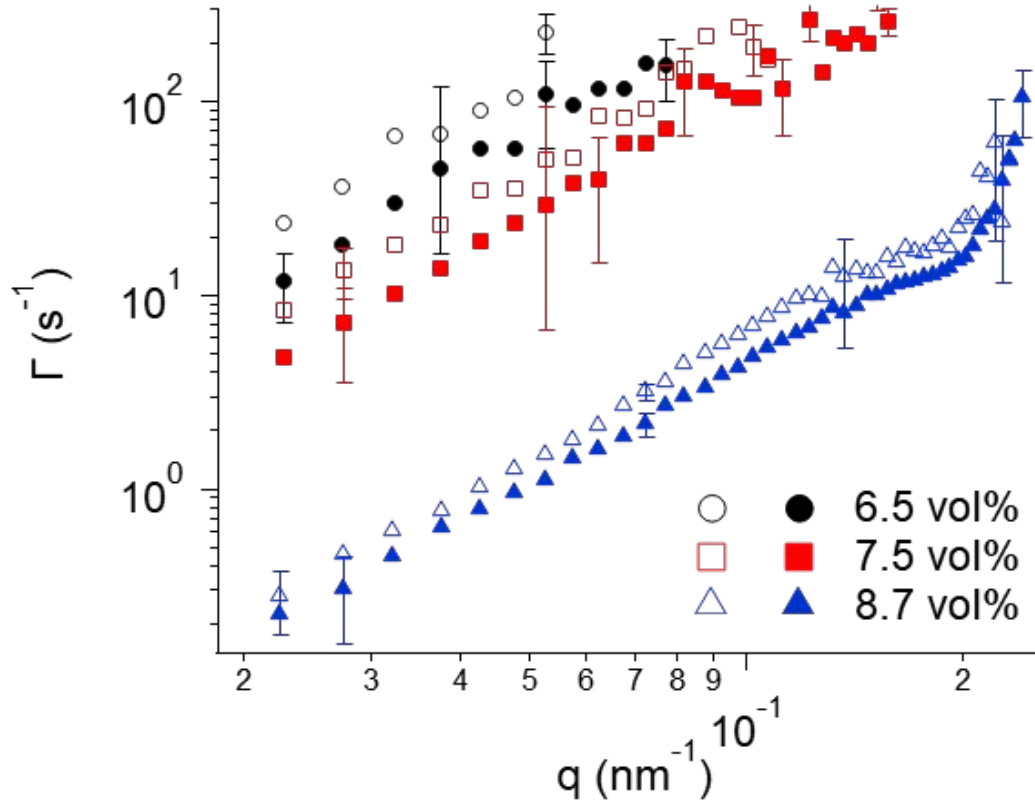 Γ (s⁻¹)
10²
10¹
10⁰
6.5 vol%
7.5 vol%
8.7 vol%
2 3 4 5 6 7 8 9 10⁻¹ 2
q (nm⁻¹)